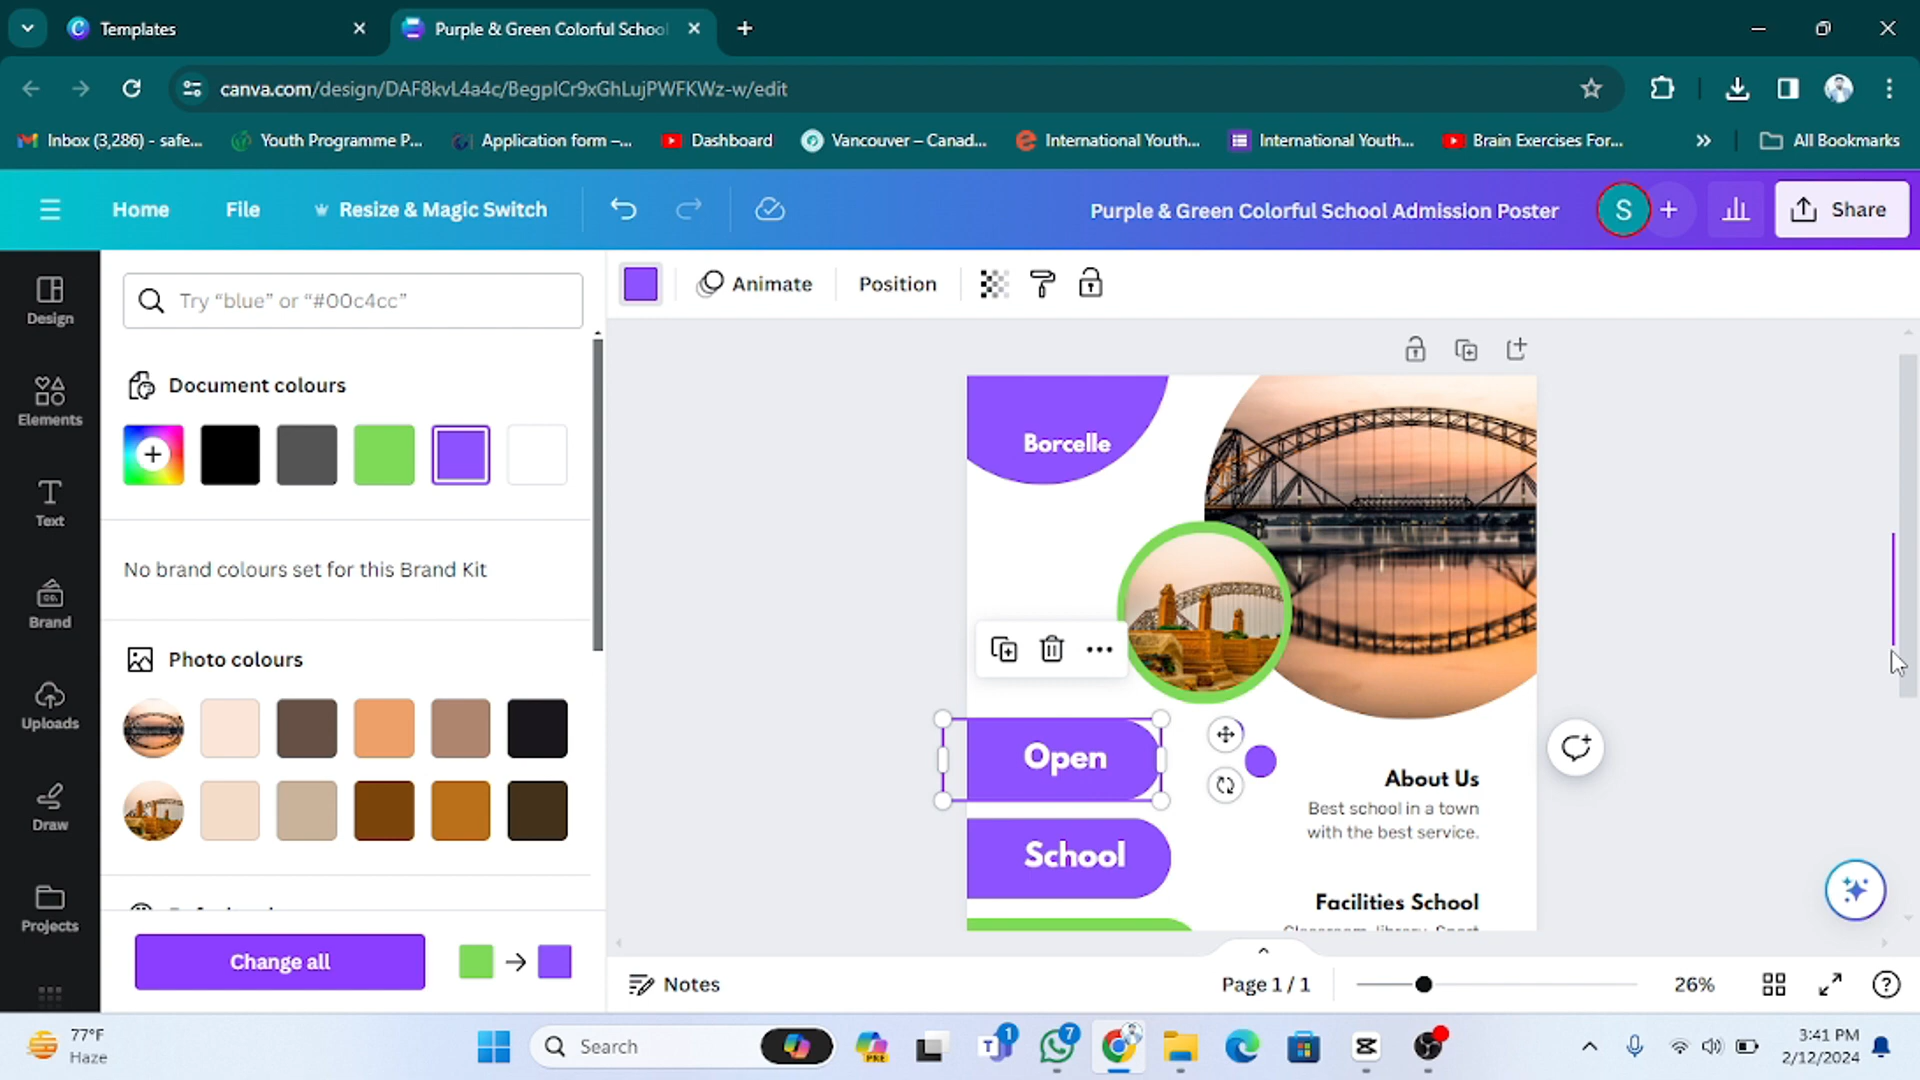 Templates
Purple & Green Colorful School
canva.com/design/DAF8kvL4a4c/BegpICr9xGhLujPWFKWz-w/edit
Inbox (3,286) - safe...
Youth Programme P...
Application form –...
Dashboard
Vancouver – Canad...
International Youth...
International Youth...
Brain Exercises For...
All Bookmarks
Home
File
Resize & Magic Switch
Purple & Green Colorful School Admission Poster
S
Share
Design
Elements
Text
Brand
Uploads
Draw
Projects
Try “blue” or “#00c4cc”
Document colours
No brand colours set for this Brand Kit
Photo colours
Change all
Animate
Position
Borcelle
Open
School
About Us
Best school in a town
with the best service.
Facilities School
Notes
Page 1 / 1
26%
77°F
Haze
Search
PRE
1
7
3:41 PM
2/12/2024